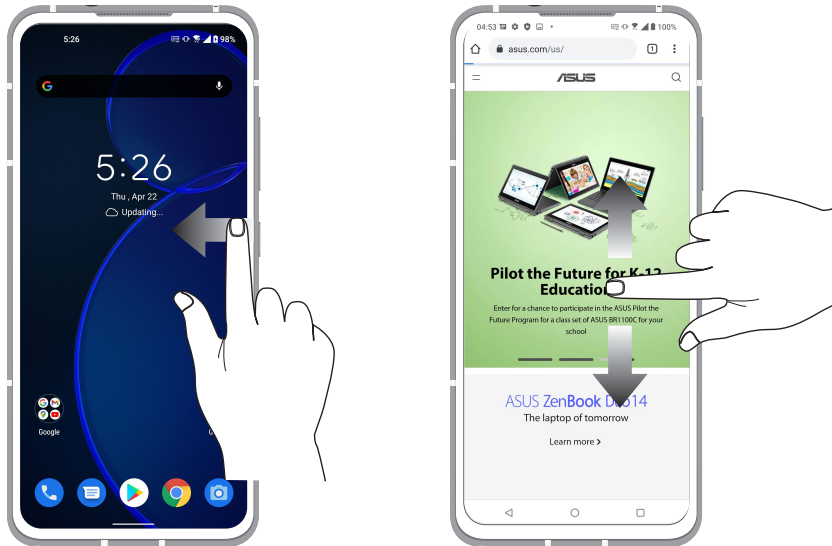 5:26
98%
5:26
Thu , Apr 22
Updating...
Google
04:53
100%
asus.com/us/
1
ASUS
Pilot the Future for K-12
Education
Enter for a chance to participate in the ASUS Pilot the
Future Program for a class set of ASUS BR1100C for your
school
ASUS ZenBook Duo14
The laptop of tomorrow
Learn more >